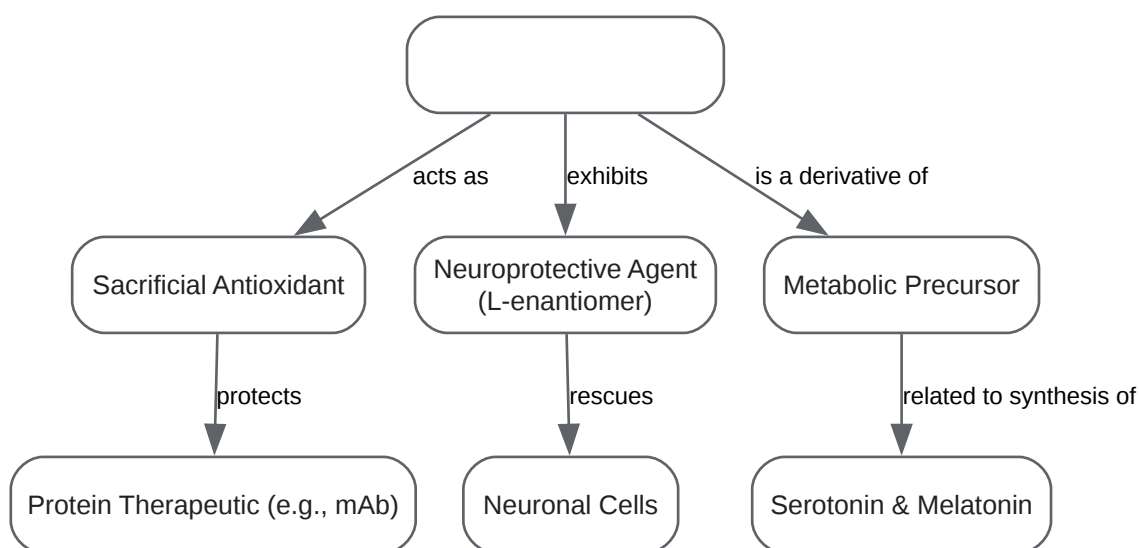 acts as
exhibits
is a derivative of
Sacrificial Antioxidant
Neuroprotective Agent
(L-enantiomer)
Metabolic Precursor
protects
rescues
related to synthesis of
Protein Therapeutic (e.g., mAb)
Neuronal Cells
Serotonin & Melatonin